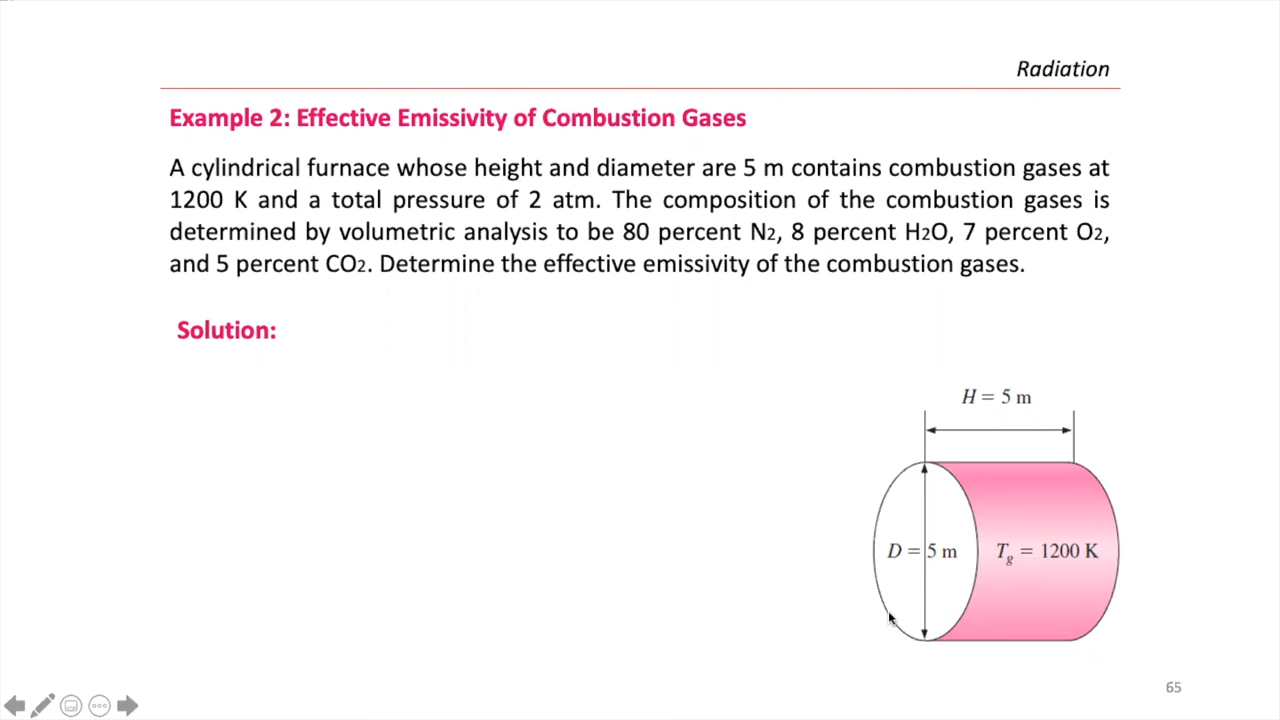 Radiation
Example 2: Effective Emissivity of Combustion Gases
A cylindrical furnace whose height and diameter are 5 m contains combustion gases at
1200 K and a total pressure of 2 atm. The composition of the combustion gases is
determined by volumetric analysis to be 80 percent N2, 8 percent H2O, 7 percent O2,
and 5 percent CO2. Determine the effective emissivity of the combustion gases.
Solution:
H = 5 m
D = 5 m
Tg = 1200 K
65